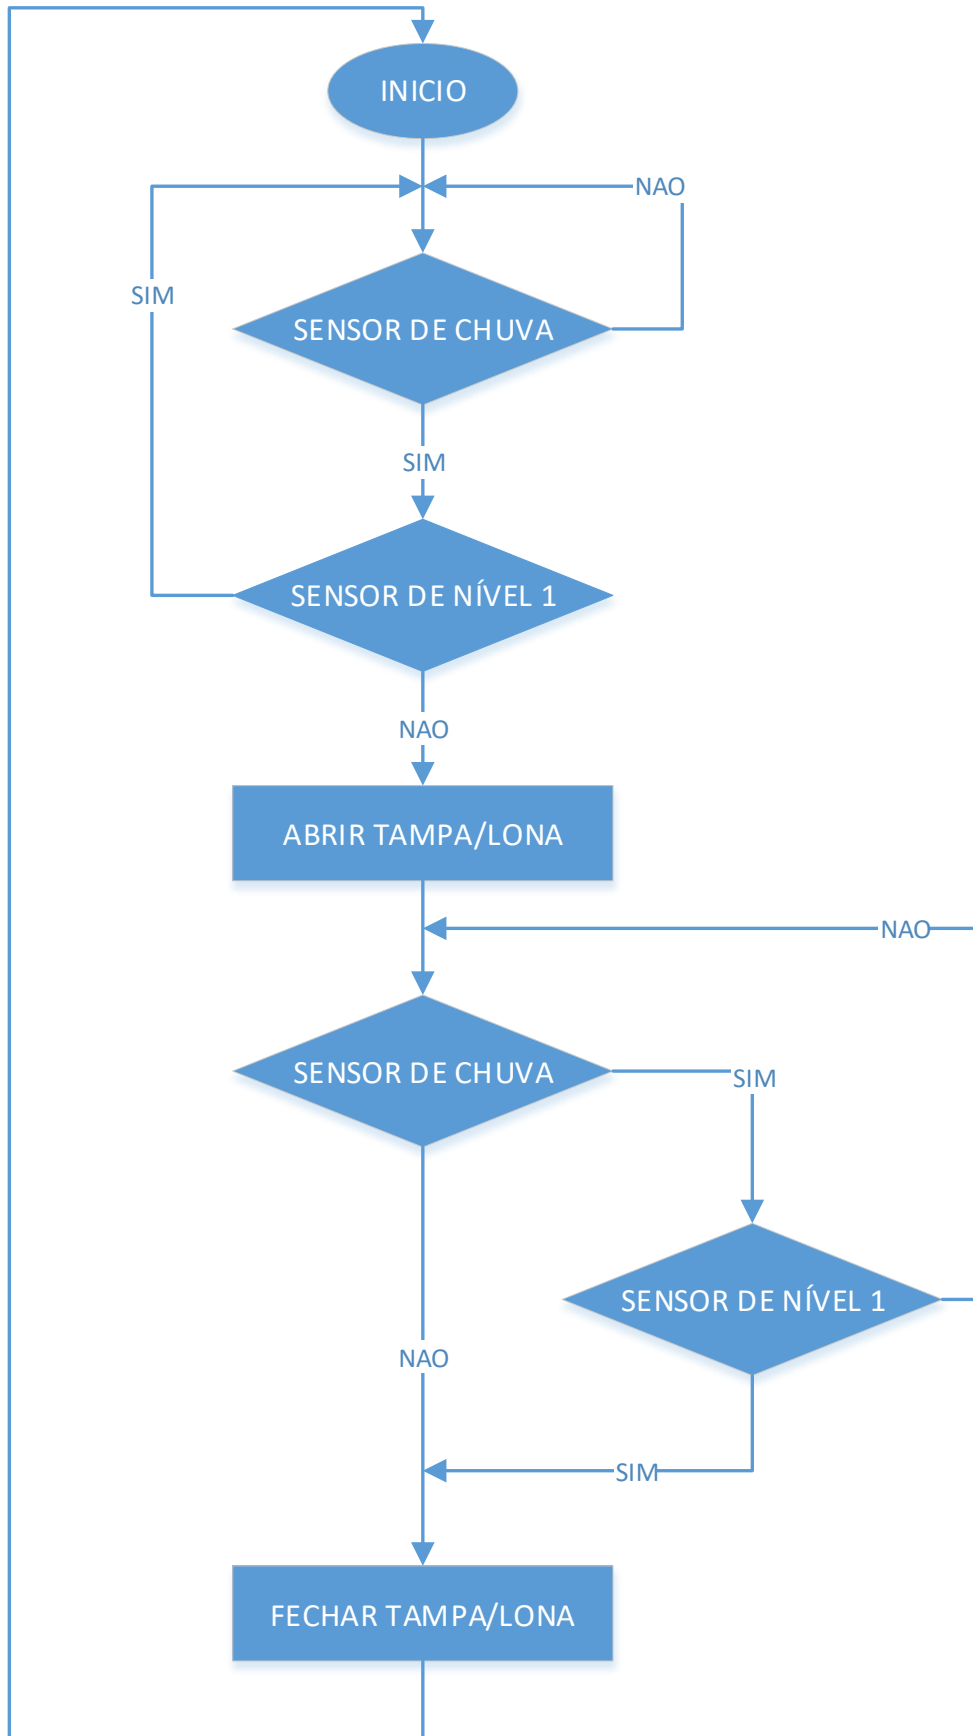 INICIO
NAO
SIM
SENSOR DE CHUVA
SIM
SENSOR DE NÍVEL 1
NAO
ABRIR TAMPA/LONA
NAO
SENSOR DE CHUVA
SIM
SENSOR DE NÍVEL 1
NAO
SIM
FECHAR TAMPA/LONA